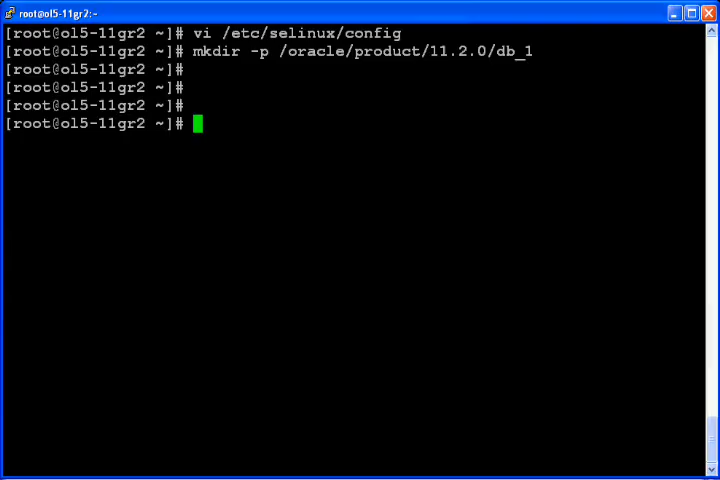 root@ol5-11gr2:~
[root@ol5-11gr2 ~]# vi /etc/selinux/config
[root@ol5-11gr2 ~]# mkdir -p /oracle/product/11.2.0/db_1
[root@ol5-11gr2 ~]#
[root@ol5-11gr2 ~]#
[root@ol5-11gr2 ~]#
[root@ol5-11gr2 ~]#